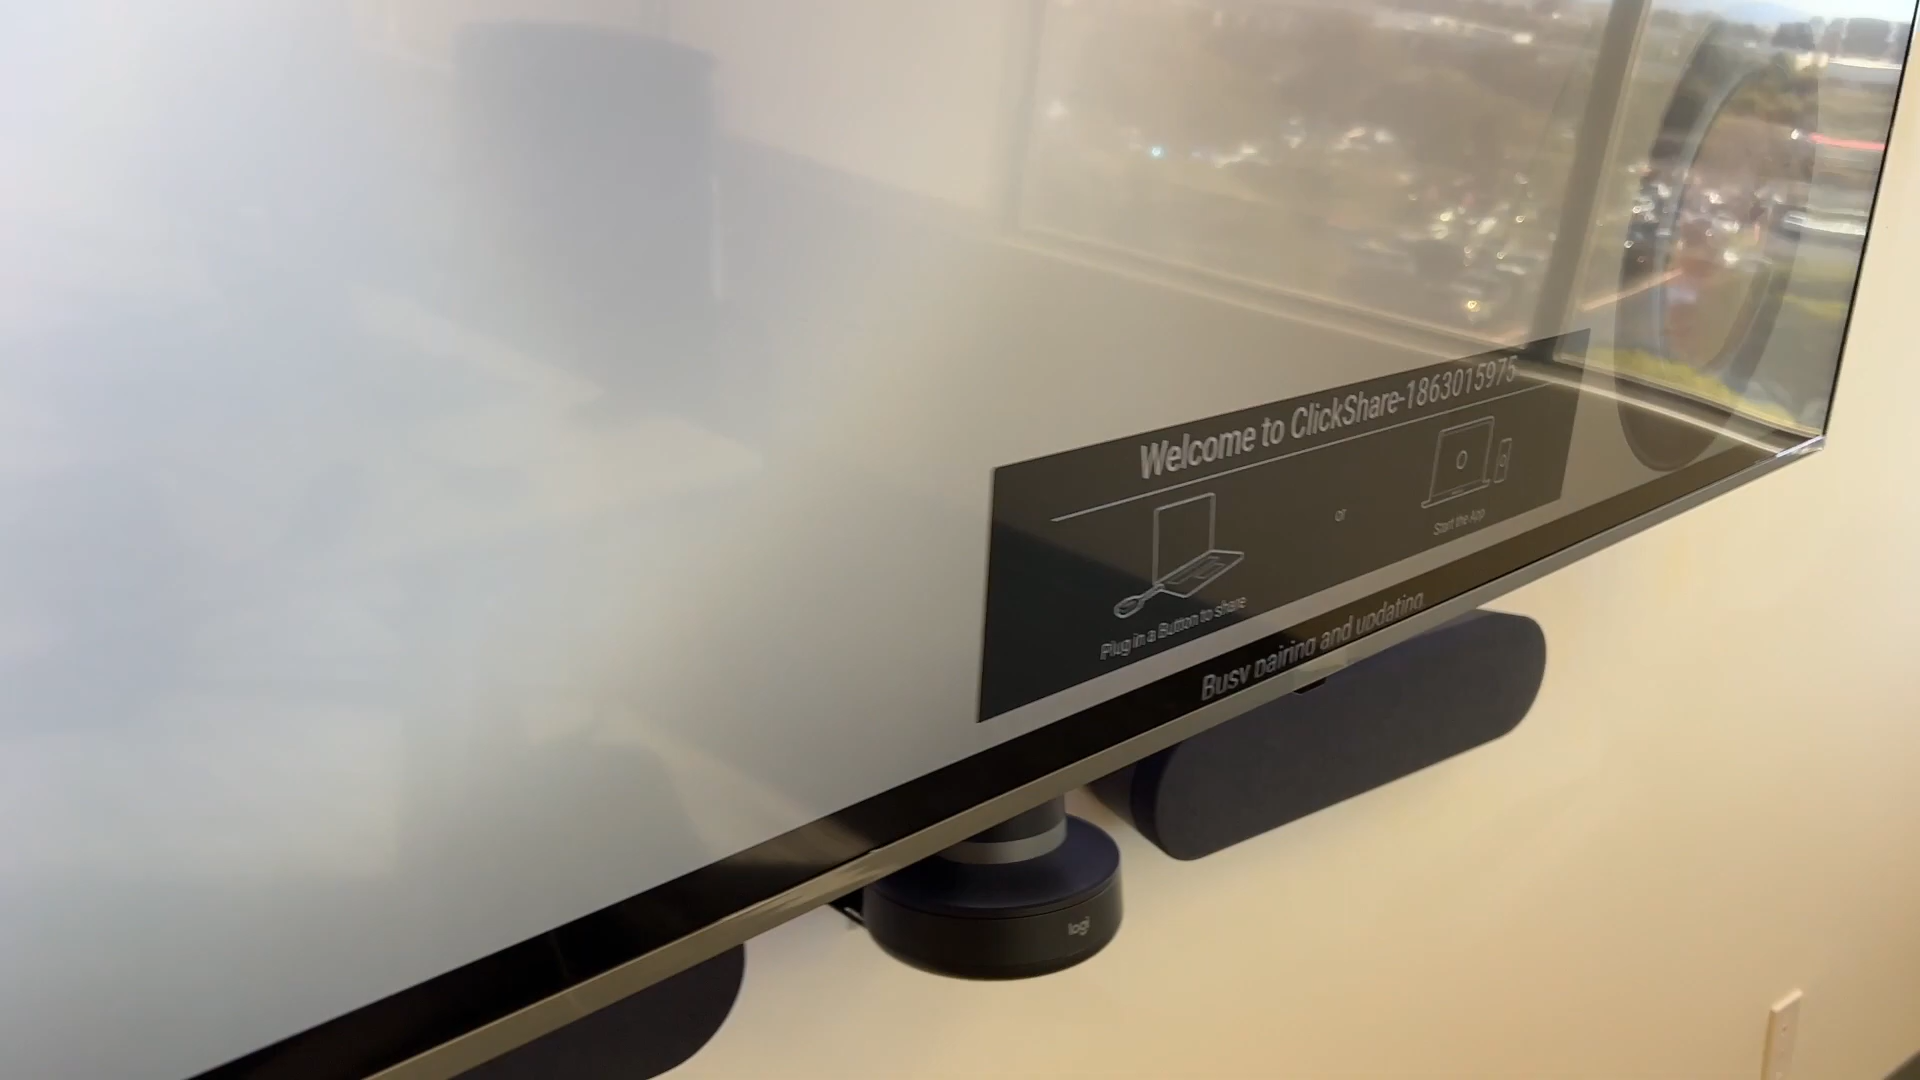 Welcome to ClickShare-1863015975
Plug in a Button to share
or
Start the App
Busy pairing and updating
logi